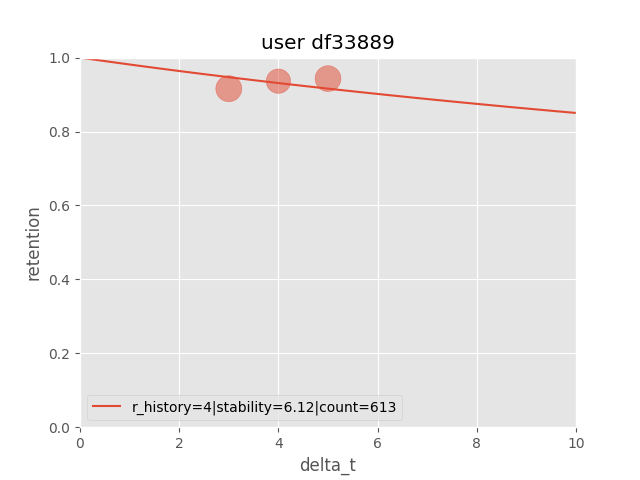 user df33889
1.0
0.8
0.6
0.4
0.2
0.0
retention
r_history=4|stability=6.12|count=613
0 2 4 6 8 10
delta_t